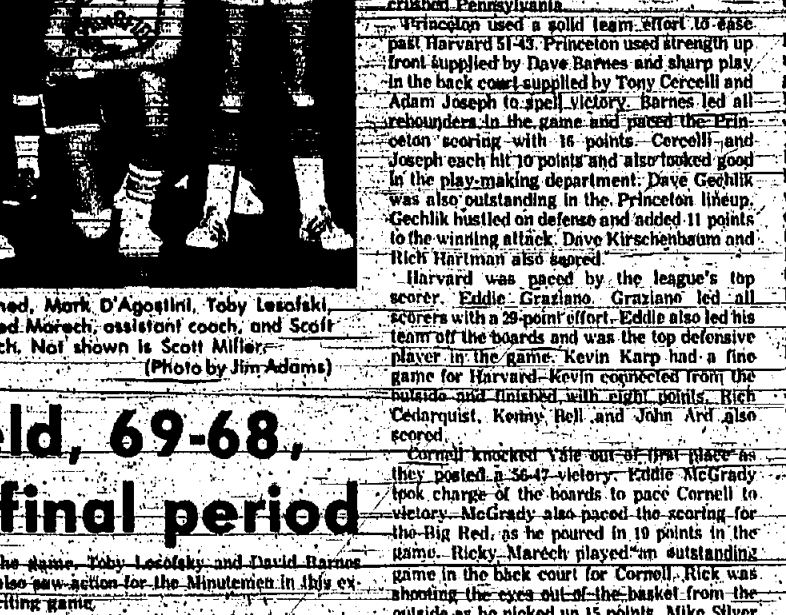 ned, Mark D'Agostini, Toby Lesofski,
ed Marech, assistant coach, and Scott
ch. Not shown is Scott Miller.
(Photo by Jim Adams)
eld, 69-68,
final period
he game. Toby Lesofsky and David Barnes
also saw action for the Minutemen in this ex-
citing game.
crushed Pennsylvania.
Princeton used a solid team effort to ease
past Harvard 51-43. Princeton used strength up
front supplied by Dave Barnes and sharp play
in the back court supplied by Tony Cercelli and
Adam Joseph to spell victory. Barnes led all
rebounders in the game and paced the Prin-
ceton scoring with 16 points. Cercelli and
Joseph each hit 10 points and also looked good
in the play-making department. Dave Gechlik
was also outstanding in the Princeton lineup.
Gechlik hustled on defense and added 11 points
to the winning attack. Dave Kirschenbaum and
Rich Hartman also scored.
Harvard was paced by the league's top
scorer, Eddie Graziano. Graziano led all
scorers with a 29-point effort. Eddie also led his
team off the boards and was the top defensive
player in the game. Kevin Karp had a fine
game for Harvard. Kevin connected from the
outside and finished with eight points. Rich
Cedarquist, Kenny Bell and John Ard also
scored.
Cornell knocked Yale out of first place as
they posted a 56-47 victory. Eddie McGrady
took charge of the boards to pace Cornell to
victory. McGrady also paced the scoring for
the Big Red, as he poured in 19 points in the
game. Ricky Marech played an outstanding
game in the back court for Cornell. Rick was
shooting the eyes out of the basket from the
outside as he picked up 15 points. Mike Silver